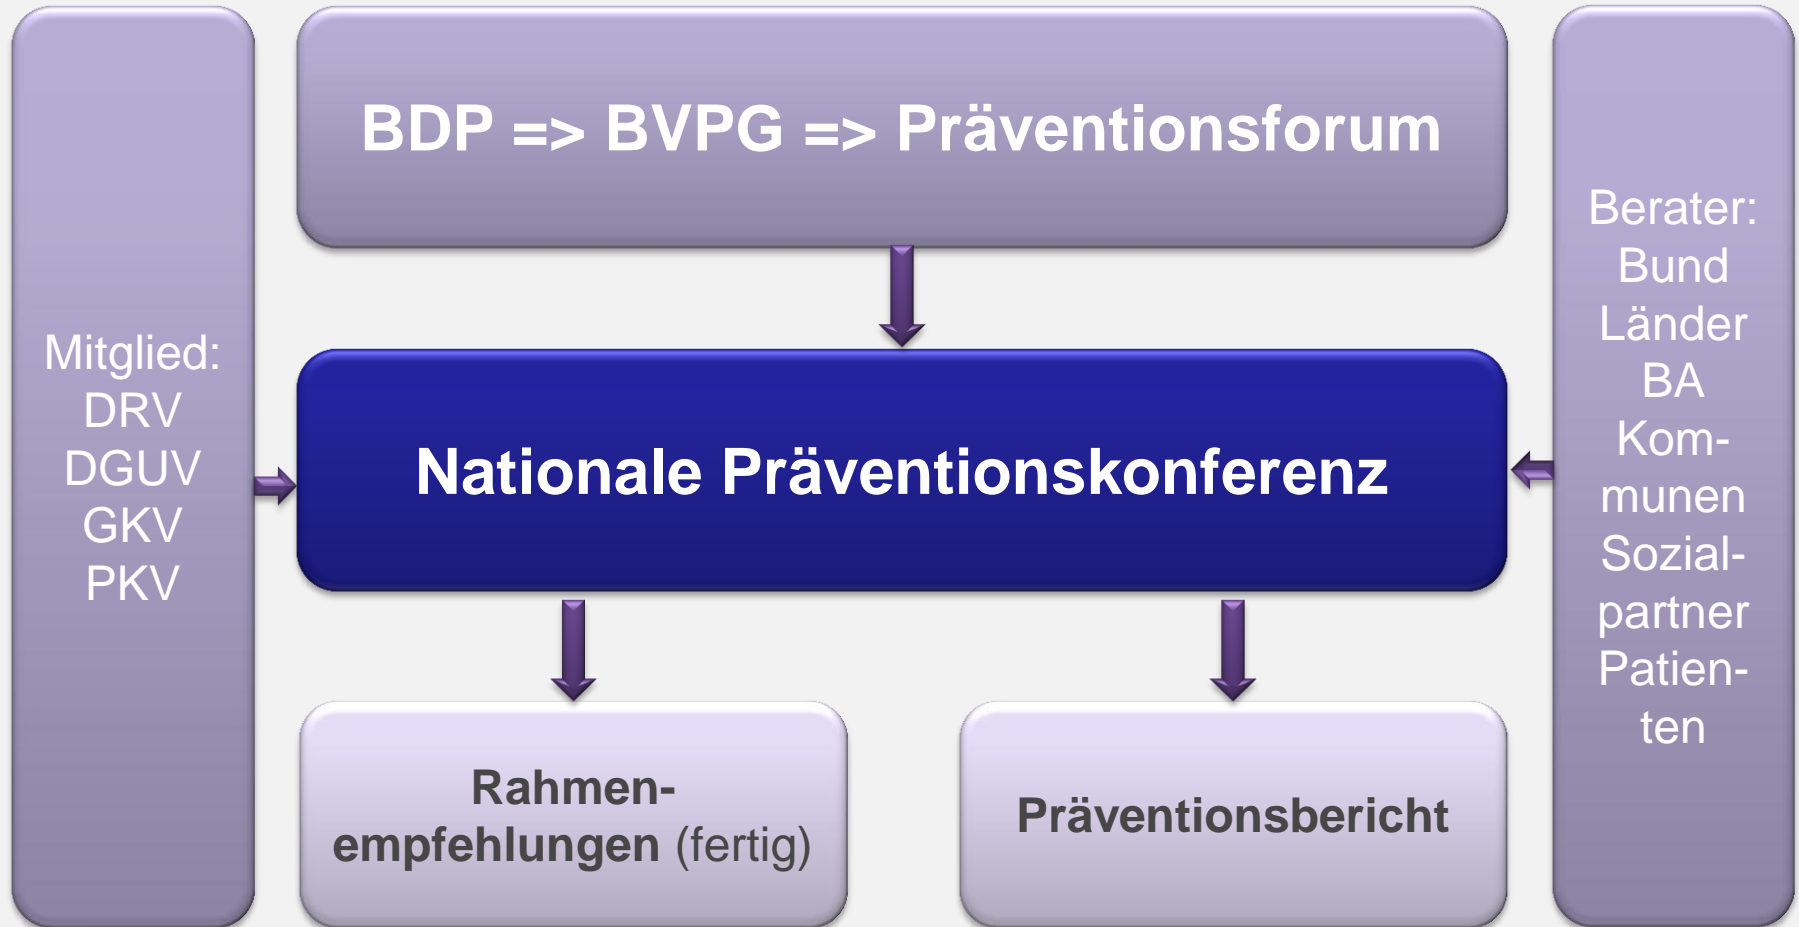 BDP => BVPG => Präventionsforum
Mitglied:
DRV
DGUV
GKV
PKV
Nationale Präventionskonferenz
Berater:
Bund
Länder
BA
Kom-
munen
Sozial-
partner
Patien-
ten
Rahmen-
empfehlungen (fertig)
Präventionsbericht